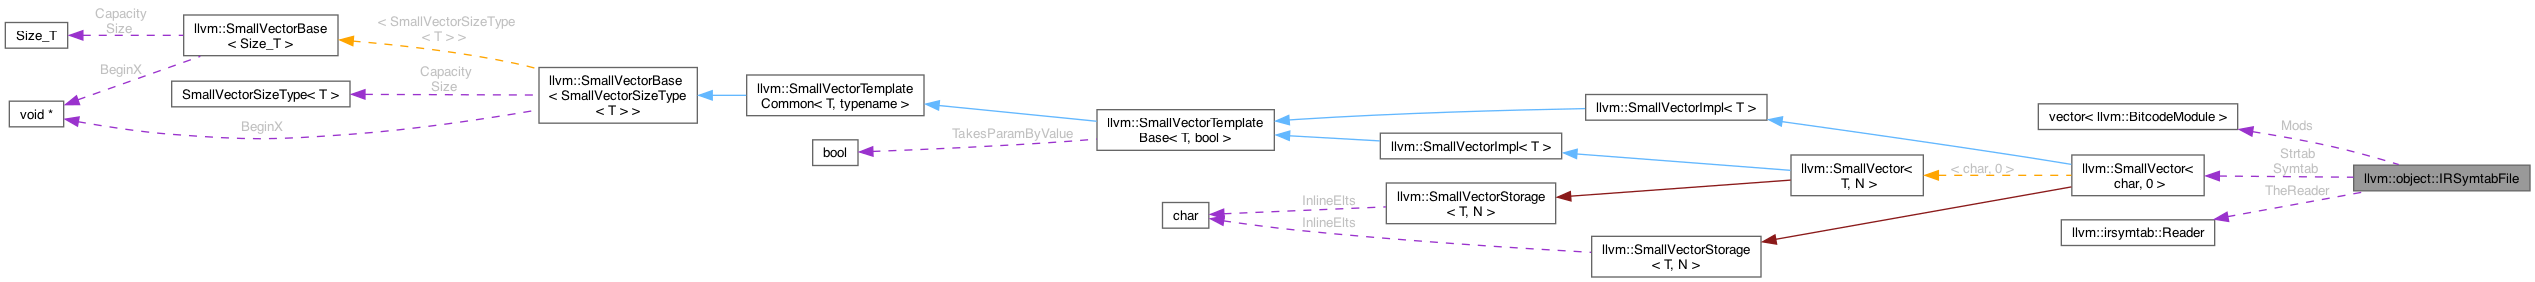 Size_T
Capacity
Size
llvm::SmallVectorBase
< Size_T >
< SmallVectorSizeType
< T > >
BeginX
SmallVectorSizeType< T >
void *
Capacity
Size
BeginX
llvm::SmallVectorBase
< SmallVectorSizeType
< T > >
llvm::SmallVectorTemplate
Common< T, typename >
bool
TakesParamByValue
llvm::SmallVectorTemplate
Base< T, bool >
llvm::SmallVectorImpl< T >
llvm::SmallVectorImpl< T >
char
InlineElts
InlineElts
llvm::SmallVectorStorage
< T, N >
llvm::SmallVectorStorage
< T, N >
llvm::SmallVector<
T, N >
< char, 0 >
llvm::SmallVector<
char, 0 >
vector< llvm::BitcodeModule >
llvm::irsymtab::Reader
Mods
Strtab
Symtab
TheReader
llvm::object::IRSymtabFile